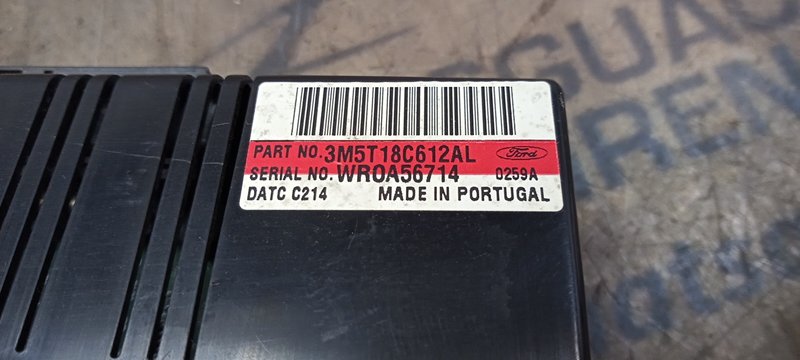 PART NO. 3M5T18C612AL Ford
SERIAL NO. WR0A56714 0259A
DATC C214 MADE IN PORTUGAL